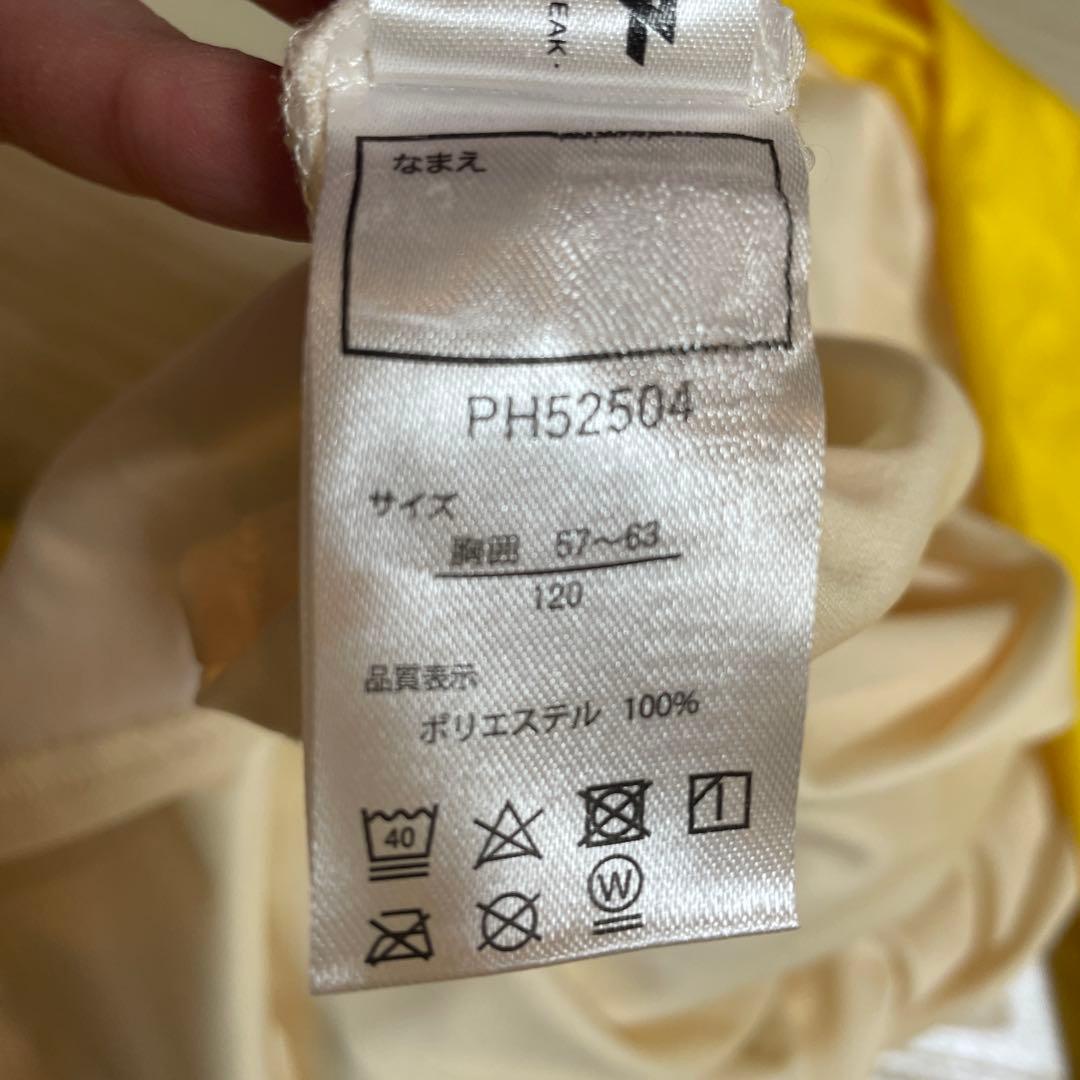 EAK.
なまえ
PH52504
サイズ
胸囲 57～63
120
品質表示
ポリエステル 100%
40
W